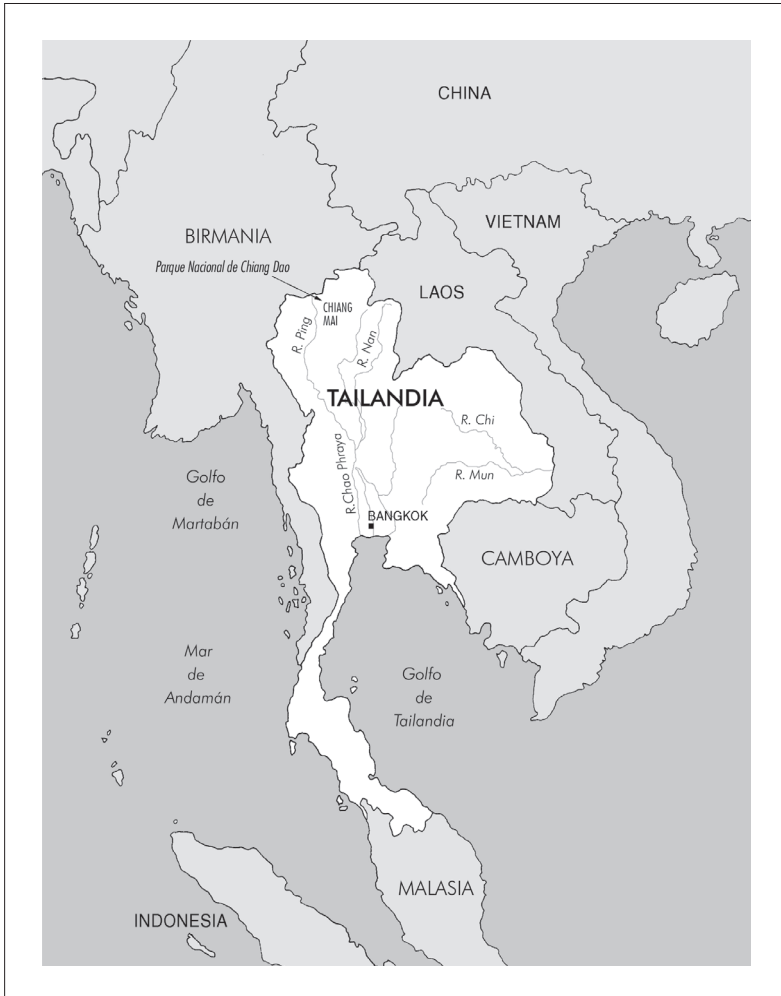 CHINA
VIETNAM
BIRMANIA
Parque Nacional de Chiang Dao
LAOS
CHIANG
MAI
R. Ping
R. Nan
TAILANDIA
R. Chi
R. Mun
R.Chao Phraya
Golfo
de
Martabán
BANGKOK
CAMBOYA
Mar
de
Andamán
Golfo
de
Tailandia
MALASIA
INDONESIA